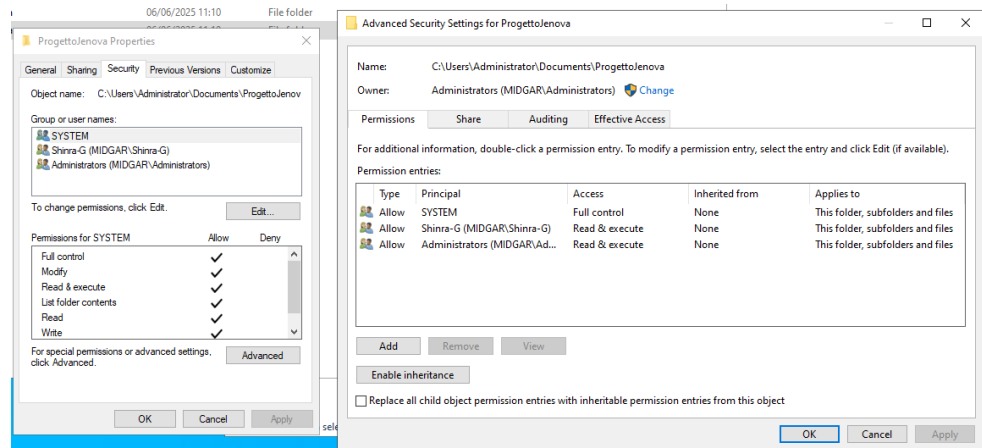 06/06/2025 11:10 File folder
ProgettoJenova Properties
General Sharing Security Previous Versions Customize
Object name: C:\Users\Administrator\Documents\ProgettoJenov
Group or user names:
SYSTEM
Shinra-G (MIDGAR\Shinra-G)
Administrators (MIDGAR\Administrators)
To change permissions, click Edit.
Edit...
Permissions for SYSTEM Allow Deny
Full control
Modify
Read & execute
List folder contents
Read
Write
For special permissions or advanced settings,
click Advanced.
Advanced
OK Cancel Apply
Advanced Security Settings for ProgettoJenova
Name: C:\Users\Administrator\Documents\ProgettoJenova
Owner: Administrators (MIDGAR\Administrators) Change
Permissions Share Auditing Effective Access
For additional information, double-click a permission entry. To modify a permission entry, select the entry and click Edit (if available).
Permission entries:
Type Principal Access Inherited from Applies to
Allow SYSTEM Full control None This folder, subfolders and files
Allow Shinra-G (MIDGAR\Shinra-G) Read & execute None This folder, subfolders and files
Allow Administrators (MIDGAR\Ad... Read & execute None This folder, subfolders and files
Add Remove View
Enable inheritance
Replace all child object permission entries with inheritable permission entries from this object
OK Cancel Apply